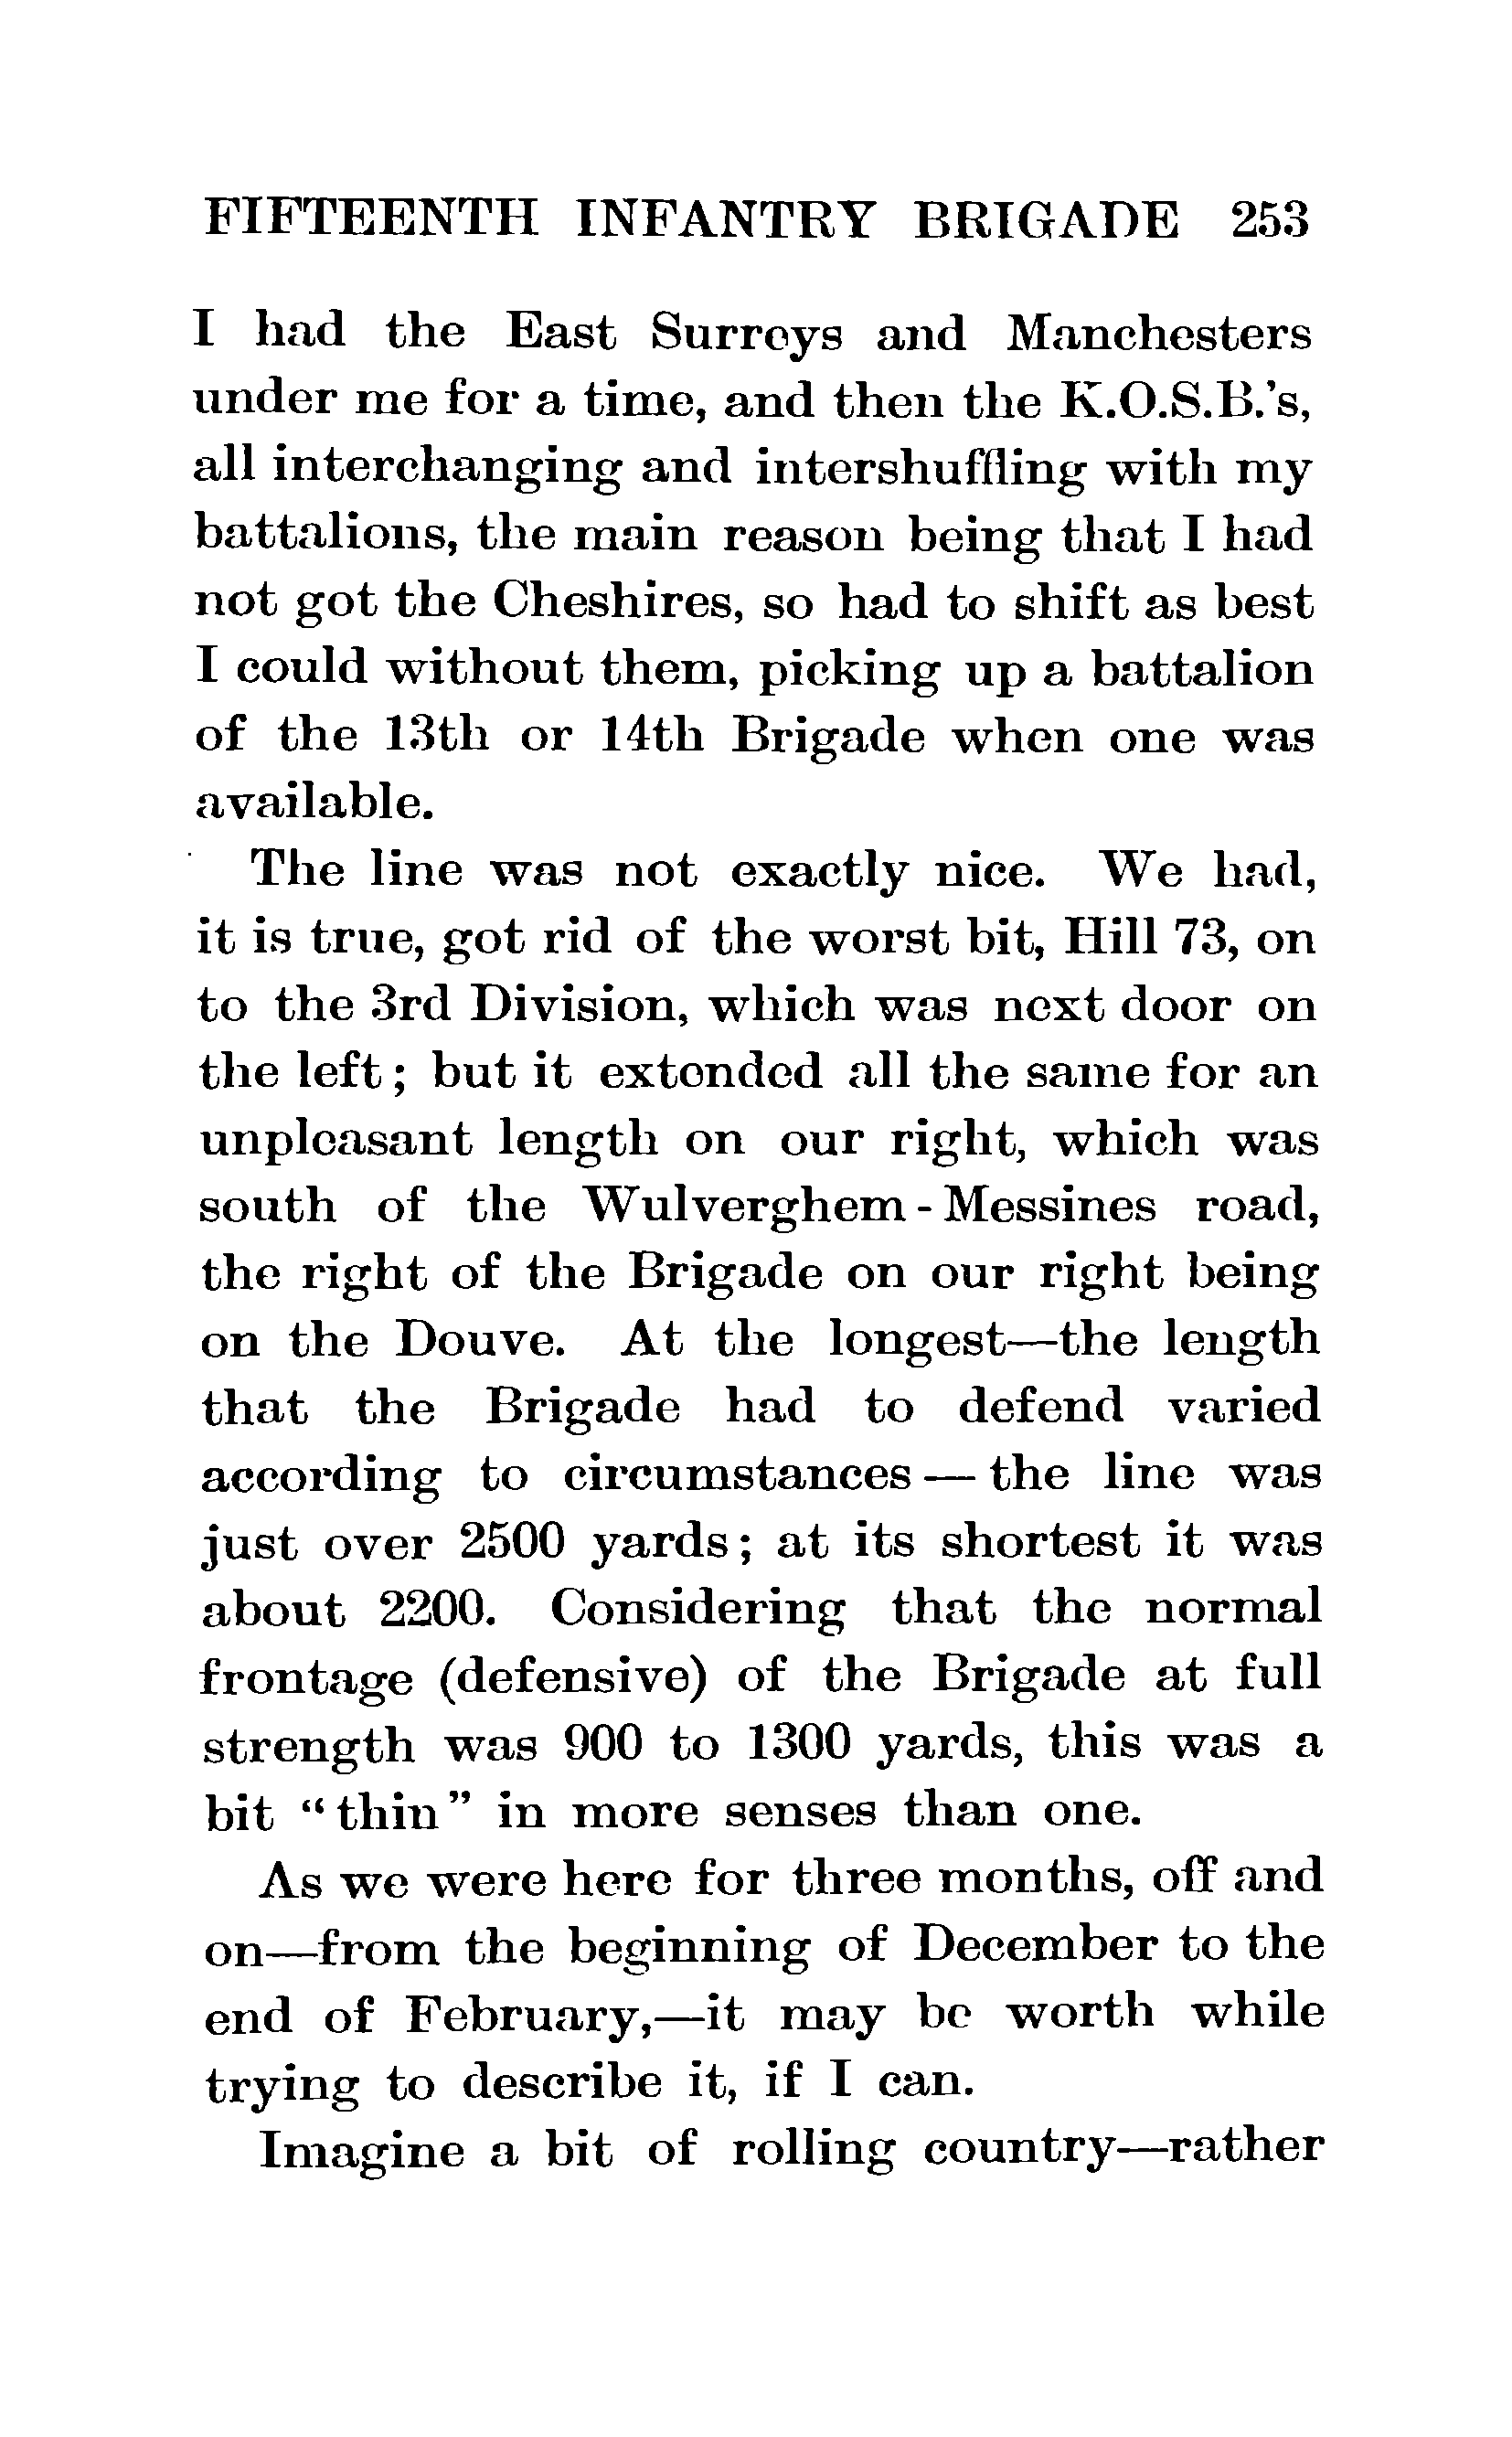 FIFTEENTH INFANTRY BRIGADE 253
I had the East Surreys and Manchesters
under me for a time, and then the K.O.S.B.'s,
all interchanging and intershuffling with my
battalions, the main reason being that I had
not got the Cheshires, so had to shift as best
I could without them, picking up a battalion
of the 13th or 14th Brigade when one was
available.
The line was not exactly nice. We had,
it is true, got rid of the worst bit, Hill 73, on
to the 3rd Division, which was next door on
the left; but it extended all the same for an
unpleasant length on our right, which was
south of the Wulverghem-Messines road,
the right of the Brigade on our right being
on the Douve. At the longest—the length
that the Brigade had to defend varied
according to circumstances—the line was
just over 2500 yards; at its shortest it was
about 2200. Considering that the normal
frontage (defensive) of the Brigade at full
strength was 900 to 1300 yards, this was a
bit "thin" in more senses than one.
As we were here for three months, off and
on—from the beginning of December to the
end of February,—it may be worth while
trying to describe it, if I can.
Imagine a bit of rolling country—rather